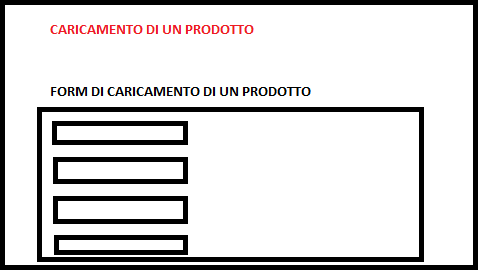 CARICAMENTO DI UN PRODOTTO
FORM DI CARICAMENTO DI UN PRODOTTO